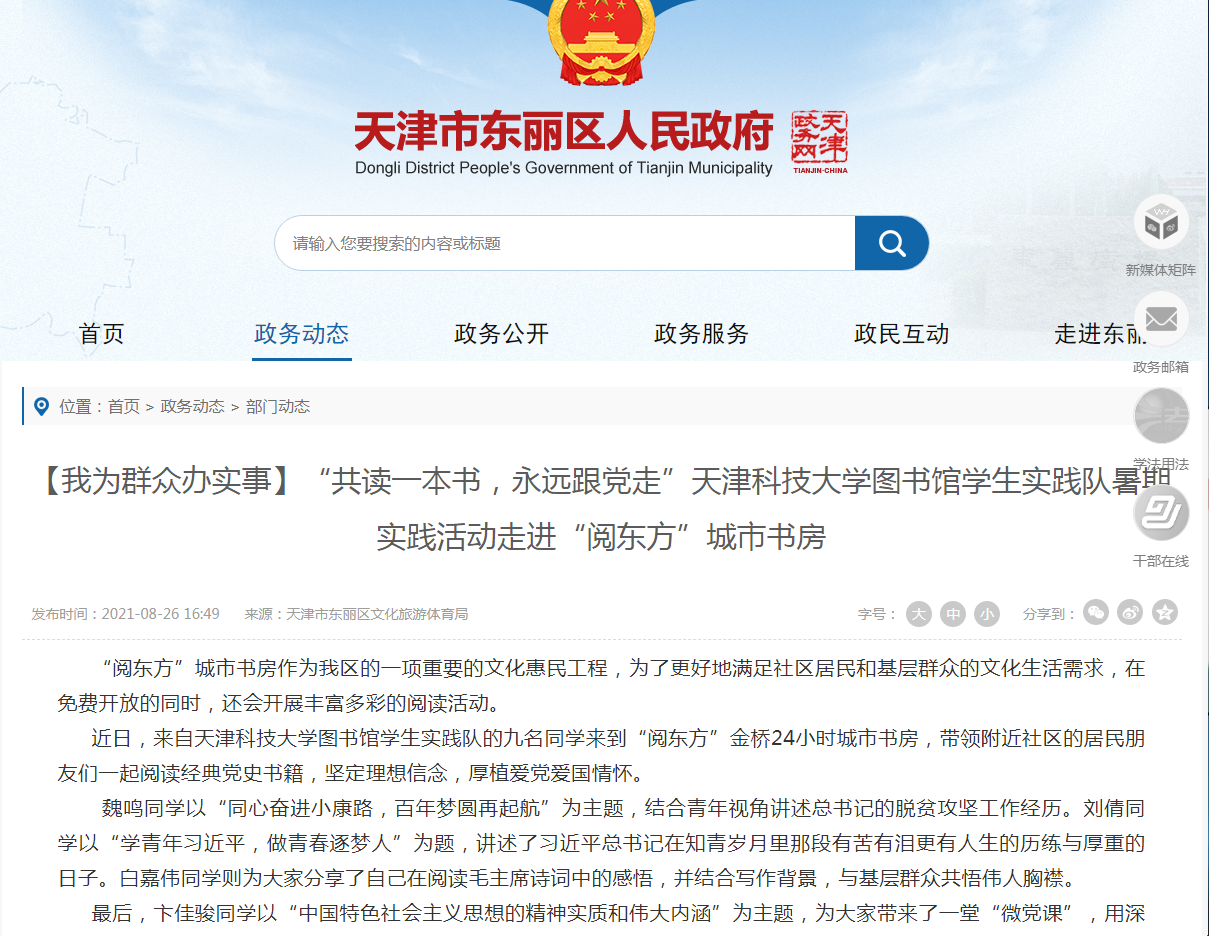 天津市东丽区人民政府
Dongli District People's Government of Tianjin Municipality
天津
政务网
TIANJIN·CHINA
请输入您要搜索的内容或标题
新媒体矩阵
首页 政务动态 政务公开 政务服务 政民互动 走进东丽
政务邮箱
位置：首页 > 政务动态 > 部门动态
学法用法
【我为群众办实事】“共读一本书，永远跟党走”天津科技大学图书馆学生实践队暑期
实践活动走进“阅东方”城市书房
干部在线
发布时间：2021-08-26 16:49 来源：天津市东丽区文化旅游体育局 字号： 大 中 小 分享到：
“阅东方”城市书房作为我区的一项重要的文化惠民工程，为了更好地满足社区居民和基层群众的文化生活需求，在
免费开放的同时，还会开展丰富多彩的阅读活动。
近日，来自天津科技大学图书馆学生实践队的九名同学来到“阅东方”金桥24小时城市书房，带领附近社区的居民朋
友们一起阅读经典党史书籍，坚定理想信念，厚植爱党爱国情怀。
魏鸣同学以“同心奋进小康路，百年梦圆再起航”为主题，结合青年视角讲述总书记的脱贫攻坚工作经历。刘倩同
学以“学青年习近平，做青春逐梦人”为题，讲述了习近平总书记在知青岁月里那段有苦有泪更有人生的历练与厚重的
日子。白嘉伟同学则为大家分享了自己在阅读毛主席诗词中的感悟，并结合写作背景，与基层群众共悟伟人胸襟。
最后，卞佳骏同学以“中国特色社会主义思想的精神实质和伟大内涵”为主题，为大家带来了一堂“微党课”，用深